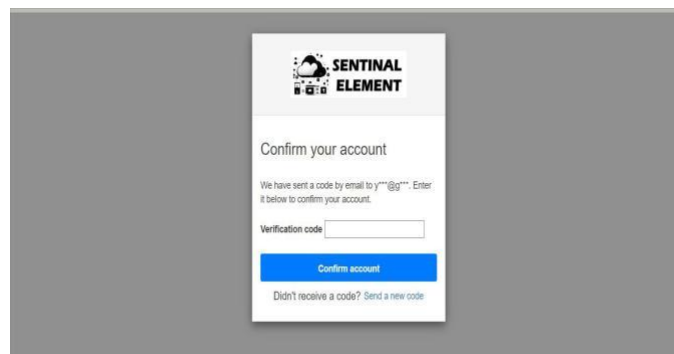 SENTINAL
ELEMENT
Confirm your account
We have sent a code by email to y***@g***. Enter
it below to confirm your account.
Verification code
Confirm account
Didn't receive a code? Send a new code